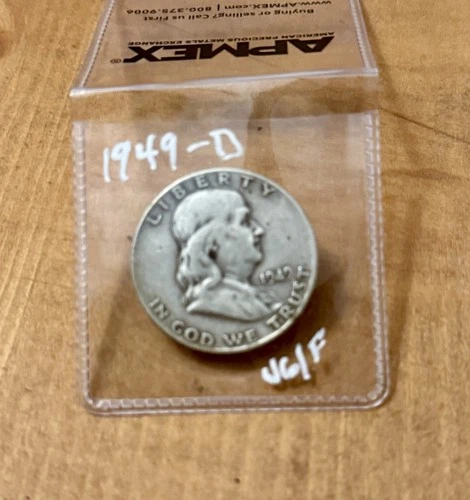 Buying or selling? Call us First
www.APMEX.com | 800.375.9006
AMERICAN PRECIOUS METALS EXCHANGE
APMEX®
1949-D
LIBERTY
1949
IN GOD WE TRUST
VG/F